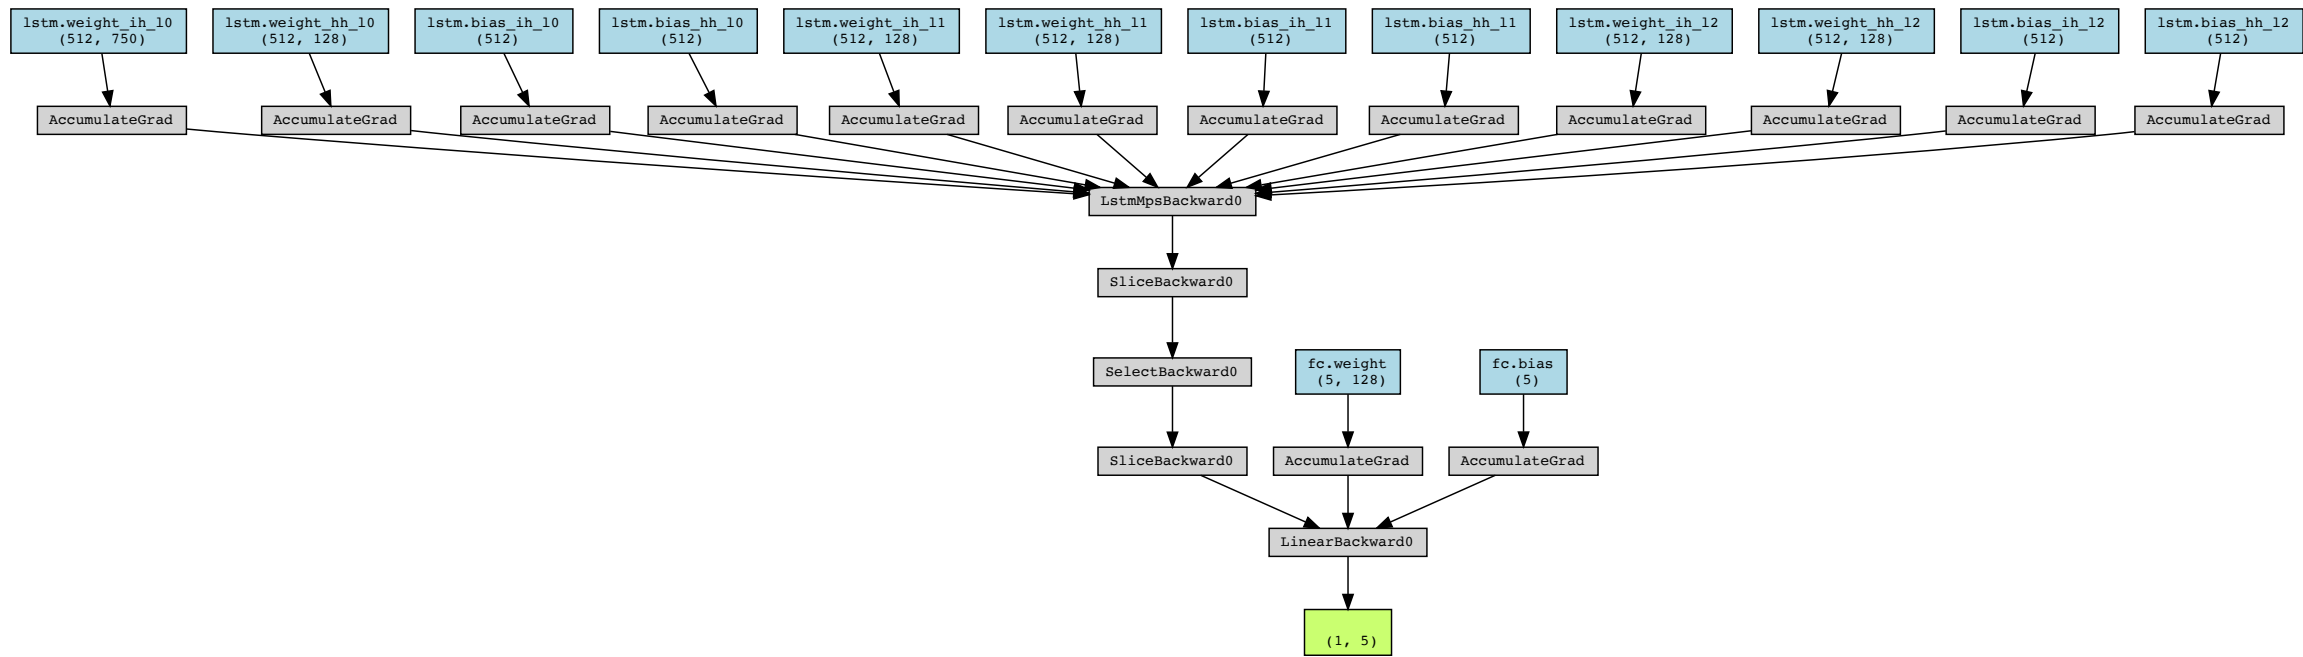 lstm.weight_ih_l0
(512, 750)
lstm.weight_hh_l0
(512, 128)
lstm.bias_ih_l0
(512)
lstm.bias_hh_l0
(512)
lstm.weight_ih_l1
(512, 128)
lstm.weight_hh_l1
(512, 128)
lstm.bias_ih_l1
(512)
lstm.bias_hh_l1
(512)
lstm.weight_ih_l2
(512, 128)
lstm.weight_hh_l2
(512, 128)
lstm.bias_ih_l2
(512)
lstm.bias_hh_l2
(512)
AccumulateGrad
AccumulateGrad
AccumulateGrad
AccumulateGrad
AccumulateGrad
AccumulateGrad
AccumulateGrad
AccumulateGrad
AccumulateGrad
AccumulateGrad
AccumulateGrad
AccumulateGrad
LstmMpsBackward0
SliceBackward0
SelectBackward0
fc.weight
(5, 128)
fc.bias
(5)
SliceBackward0
AccumulateGrad
AccumulateGrad
LinearBackward0
(1, 5)